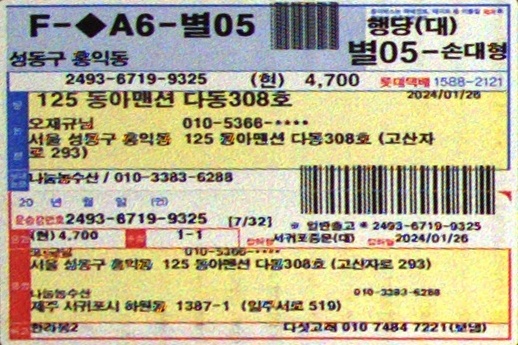 F-◆A6-별05
행당(대)
성동구 홍익동
별05-손대형
2493-6719-9325 (현) 4,700 롯데택배 1588-2121
125 동아맨션 다동308호 2024/01/26
오재규님 010-5366-****
서울 성동구 홍익동 125 동아맨션 다동308호 (고산자
로 293)
나눔농수산 / 010-3383-6288
20 년 월 일 (인)
운송장번호 2493-6719-9325 [7/32]
※ 일반출고 * 2493-6719-9325
(현) 4,700 1-1 서귀포중문(대) 2024/01/26
010-5366-****
서울 성동구 홍익동 125 동아맨션 다동308호 (고산자로 293)
나눔농수산 010-3383-6288
제주 서귀포시 하원동 1387-1 (일주서로 519)
한라봉2 다섯고래 010 7484 7221(보냄)